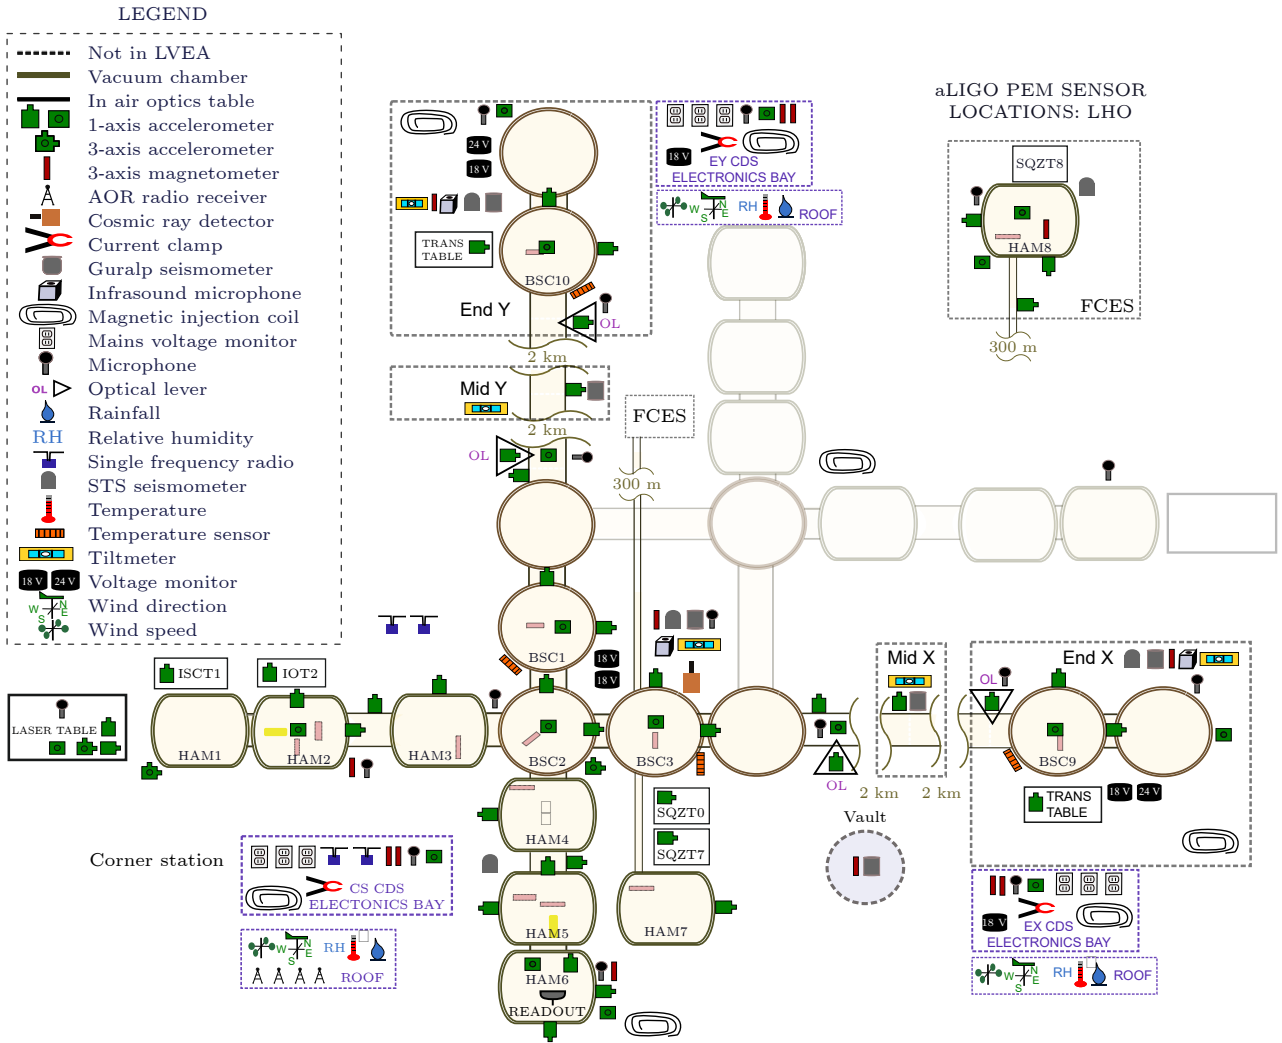 LEGEND
Not in LVEA
Vacuum chamber
In air optics table
1-axis accelerometer
3-axis accelerometer
3-axis magnetometer
AOR radio receiver
Cosmic ray detector
Current clamp
Guralp seismometer
Infrasound microphone
Magnetic injection coil
Mains voltage monitor
Microphone
OL Optical lever
Rainfall
RH Relative humidity
Single frequency radio
STS seismometer
Temperature
Temperature sensor
Tiltmeter
18 V 24 V Voltage monitor
W N S E Wind direction
Wind speed
aLIGO PEM SENSOR
LOCATIONS: LHO
24 V
18 V
TRANS
TABLE
BSC10
End Y
OL
2 km
18 V
EY CDS
ELECTRONICS BAY
W N S E
RH
ROOF
SQZT8
HAM8
FCES
300 m
Mid Y
2 km
FCES
300 m
OL
BSC1
18 V
18 V
ISCT1
IOT2
LASER TABLE
HAM1
HAM2
HAM3
BSC2
BSC3
OL
2 km
Mid X
2 km
End X
OL
BSC9
TRANS
TABLE
18 V 24 V
Vault
HAM4
SQZT0
SQZT7
HAM5
HAM7
HAM6
READOUT
Corner station
CS CDS
ELECTONICS BAY
W N S E
RH
ROOF
18 V
EX CDS
ELECTRONICS BAY
W N S E
RH
ROOF